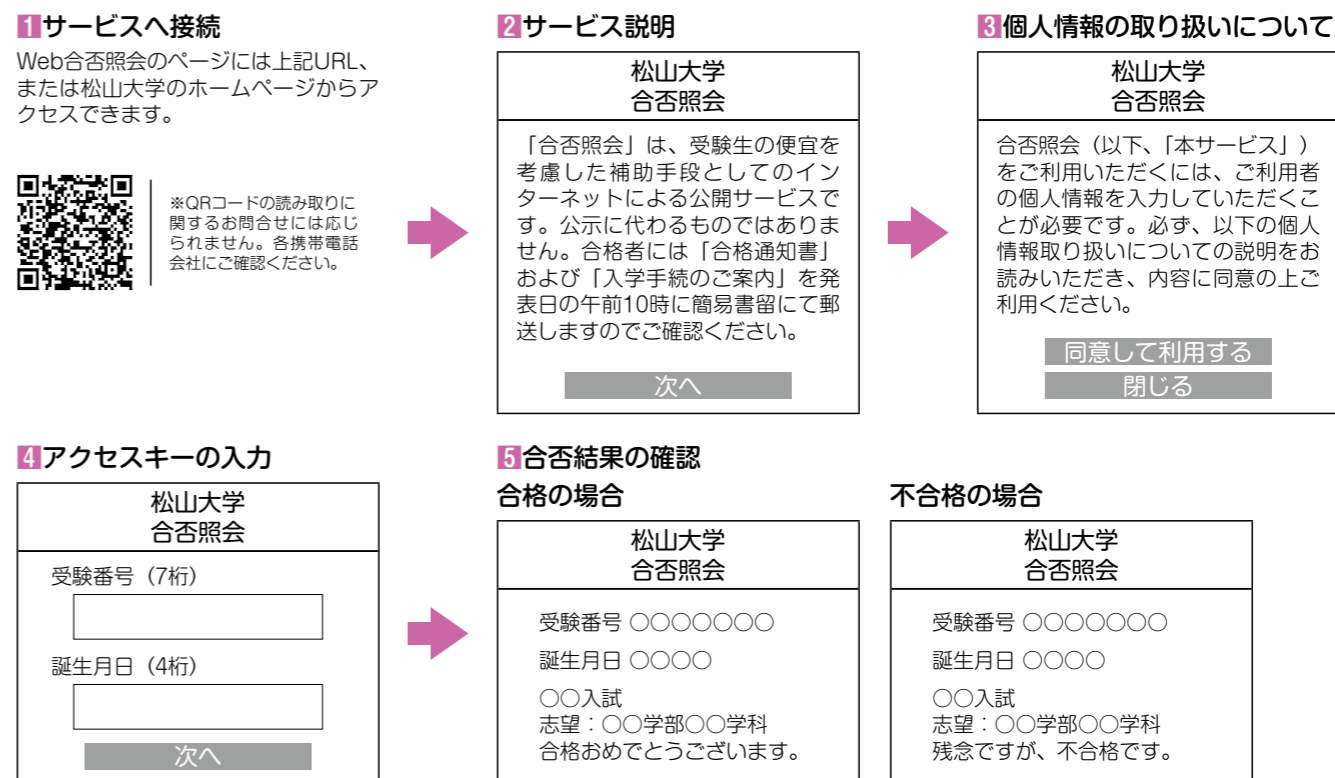 1サービスへ接続
Web合否照会のページには上記URL、
または松山大学のホームページからア
クセスできます。
※QRコードの読み取りに
関するお問合せには応じ
られません。各携帯電話
会社にご確認ください。
2サービス説明
松山大学
合否照会
「合否照会」は、受験生の便宜を
考慮した補助手段としてのイン
ターネットによる公開サービスで
す。公示に代わるものではありま
せん。合格者には「合格通知書」
および「入学手続のご案内」を発
表日の午前10時に簡易書留にて郵
送しますのでご確認ください。
次へ
3個人情報の取り扱いについて
松山大学
合否照会
合否照会（以下、「本サービス」）
をご利用いただくには、ご利用者
の個人情報を入力していただくこ
とが必要です。必ず、以下の個人
情報取り扱いについての説明をお
読みいただき、内容に同意の上ご
利用ください。
同意して利用する
閉じる
4アクセスキーの入力
松山大学
合否照会
受験番号（7桁）
誕生月日（4桁）
次へ
5合否結果の確認
合格の場合
松山大学
合否照会
受験番号 ○○○○○○○
誕生月日 ○○○○
○○入試
志望：○○学部○○学科
合格おめでとうございます。
不合格の場合
松山大学
合否照会
受験番号 ○○○○○○○
誕生月日 ○○○○
○○入試
志望：○○学部○○学科
残念ですが、不合格です。